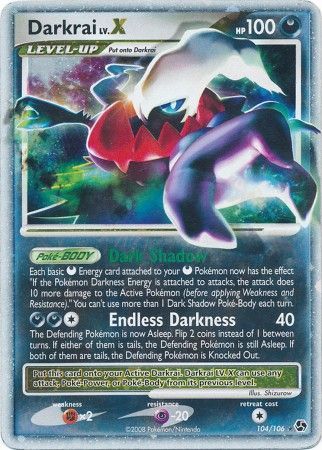 Darkrai LV.X HP100
LEVEL-UP Put onto Darkrai
Poké-BODY Dark Shadow
Each basic Energy card attached to your Pokémon now has the effect
"If the Pokémon Darkness Energy is attached to attacks, the attack does
10 more damage to the Active Pokémon (before applying Weakness and
Resistance)." You can't use more than 1 Dark Shadow Poké-Body each turn.
Endless Darkness 40
The Defending Pokémon is now Asleep. Flip 2 coins instead of 1 between
turns. If either of them is tails, the Defending Pokémon is still Asleep. If both of
them are tails, the Defending Pokémon is Knocked Out.
Put this card onto your Active Darkrai. Darkrai LV.X can use any
attack, Poké-Power, or Poké-Body from its previous level.
Illus. Shizurow
weakness resistance retreat cost
×2 -20
©2008 Pokémon/Nintendo 104/106